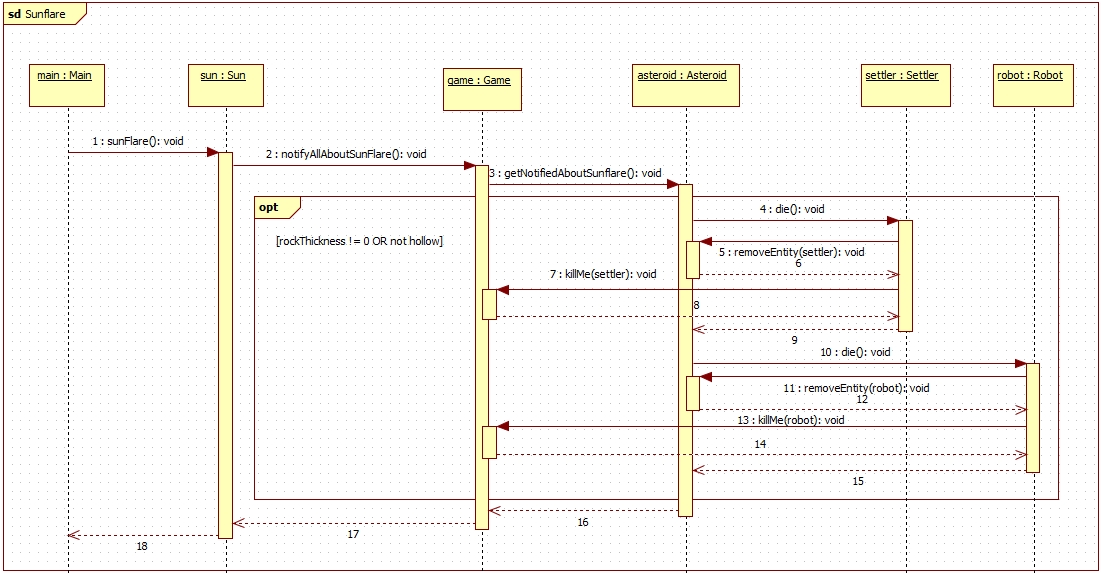 sd Sunflare
main : Main
sun : Sun
game : Game
asteroid : Asteroid
settler : Settler
robot : Robot
1 : sunFlare(): void
2 : notifyAllAboutSunFlare(): void
3 : getNotifiedAboutSunflare(): void
opt
[rockThickness != 0 OR not hollow]
4 : die(): void
5 : removeEntity(settler): void
6
7 : killMe(settler): void
8
9
10 : die(): void
11 : removeEntity(robot): void
12
13 : killMe(robot): void
14
15
16
17
18